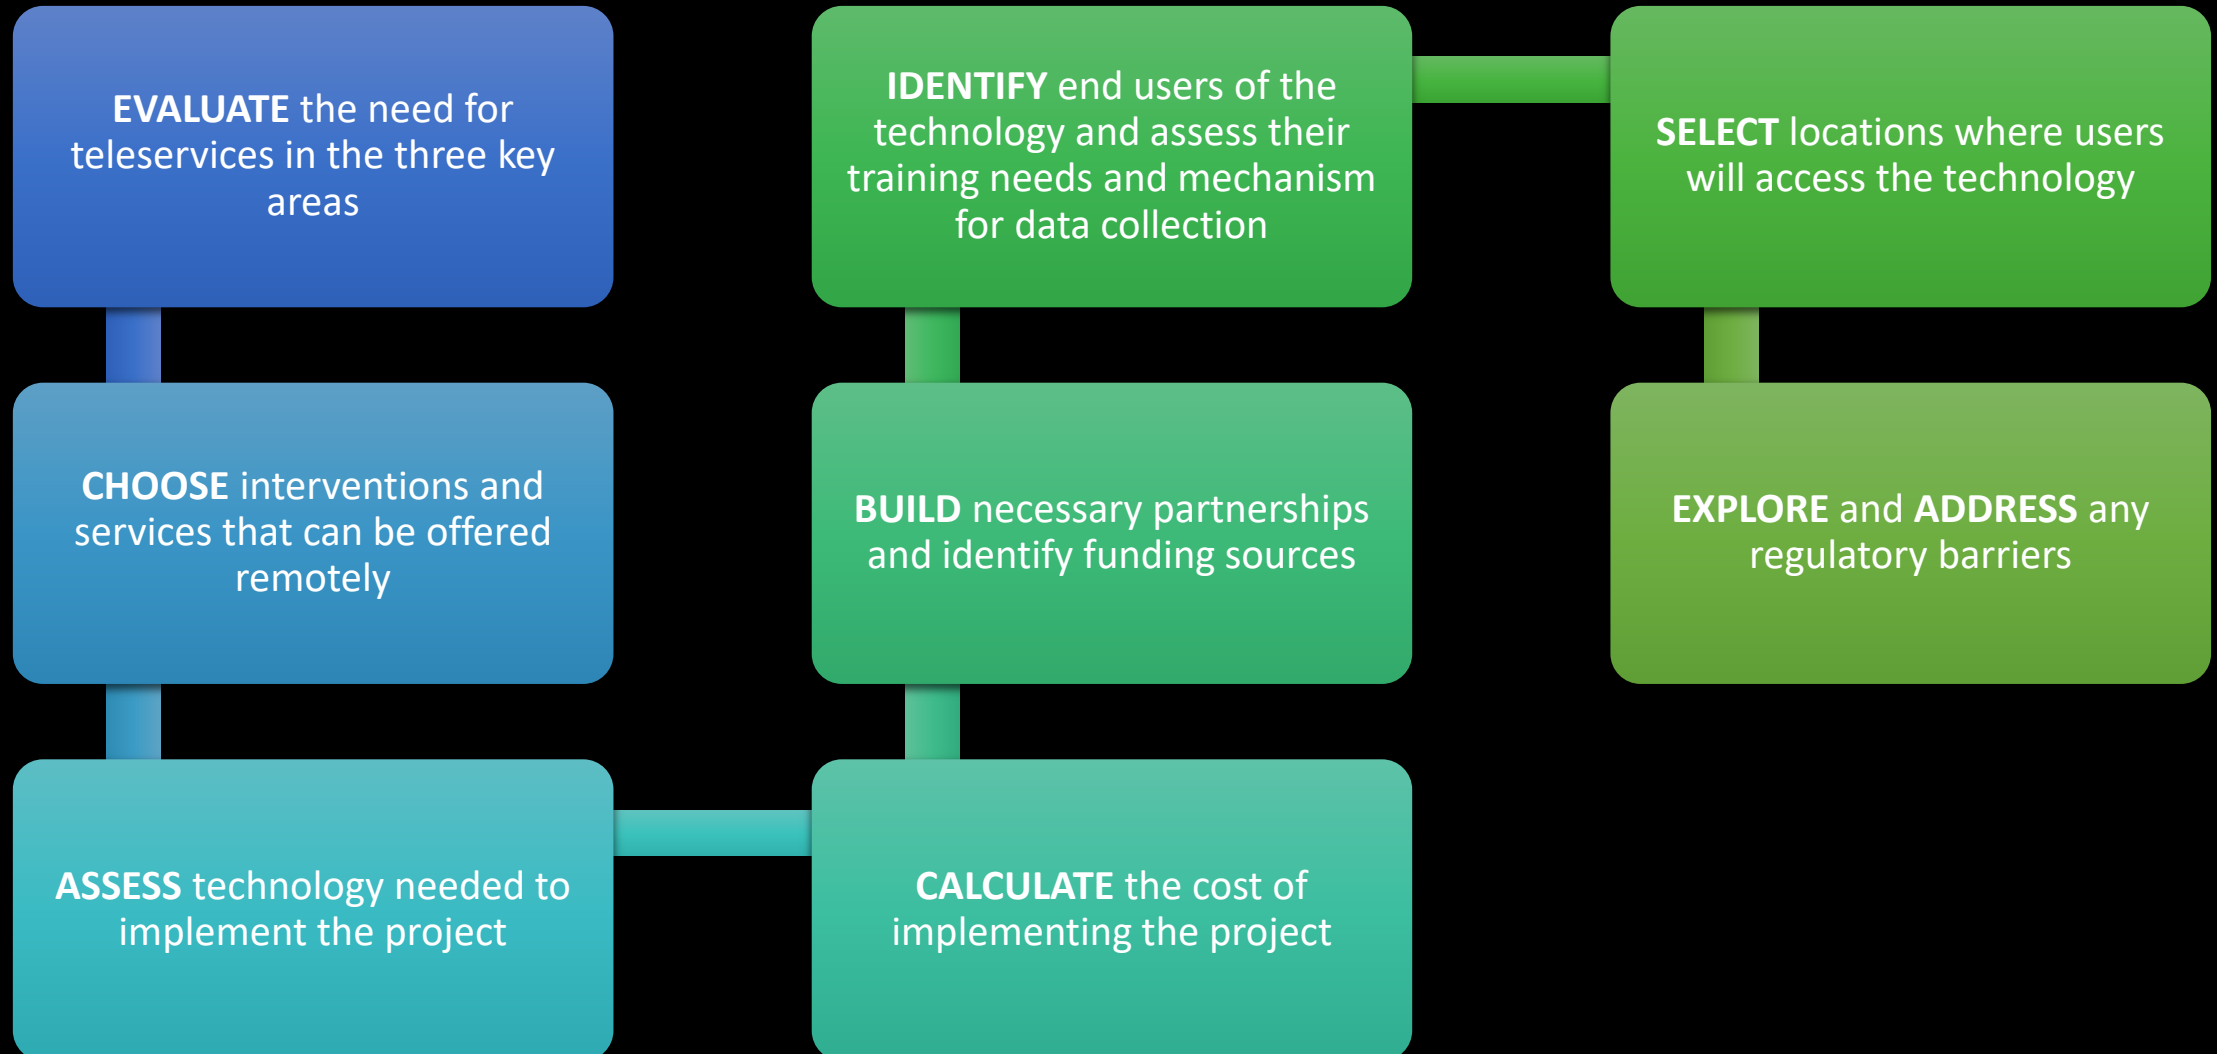 EVALUATE the need for
teleservices in the three key
areas
CHOOSE interventions and
services that can be offered
remotely
ASSESS technology needed to
implement the project
CALCULATE the cost of
implementing the project
BUILD necessary partnerships
and identify funding sources
IDENTIFY end users of the
technology and assess their
training needs and mechanism
for data collection
SELECT locations where users
will access the technology
EXPLORE and ADDRESS any
regulatory barriers